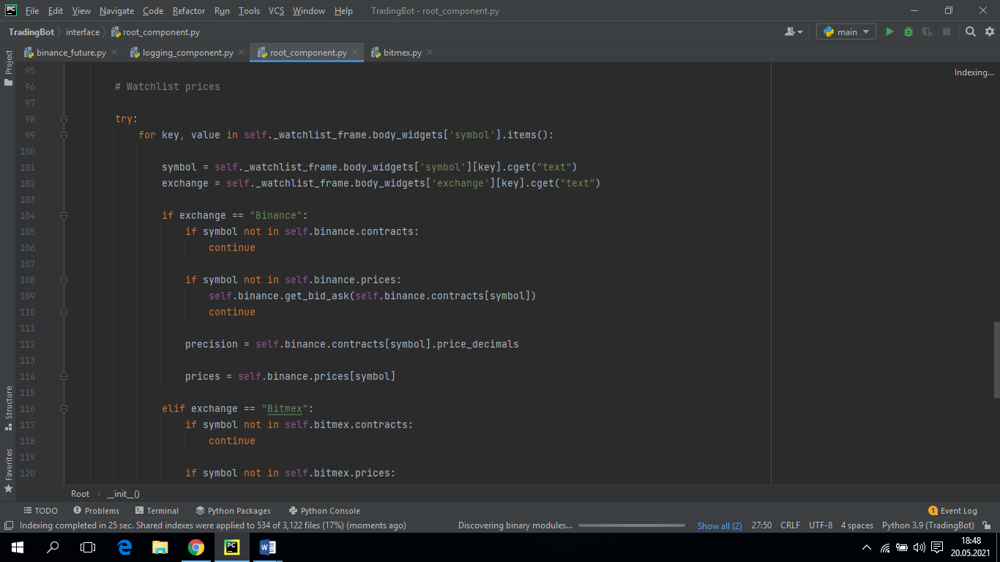 PC File Edit View Navigate Code Refactor Run Tools VCS Window Help TradingBot - root_component.py
TradingBot interface root_component.py main
binance_future.py logging_component.py root_component.py bitmex.py
Project
Structure
Favorites
Indexing...
95
96 # Watchlist prices
97
98 try:
99 for key, value in self._watchlist_frame.body_widgets['symbol'].items():
100
101 symbol = self._watchlist_frame.body_widgets['symbol'][key].cget("text")
102 exchange = self._watchlist_frame.body_widgets['exchange'][key].cget("text")
103
104 if exchange == "Binance":
105 if symbol not in self.binance.contracts:
106 continue
107
108 if symbol not in self.binance.prices:
109 self.binance.get_bid_ask(self.binance.contracts[symbol])
110 continue
111
112 precision = self.binance.contracts[symbol].price_decimals
113
114 prices = self.binance.prices[symbol]
115
116 elif exchange == "Bitmex":
117 if symbol not in self.bitmex.contracts:
118 continue
119
120 if symbol not in self.bitmex.prices:
Root __init__()
TODO Problems Terminal Python Packages Python Console 1 Event Log
Indexing completed in 25 sec. Shared indexes were applied to 534 of 3,122 files (17%) (moments ago) Discovering binary modules... Show all (2) 27:50 CRLF UTF-8 4 spaces Python 3.9 (TradingBot)
PC W 18:48
20.05.2021